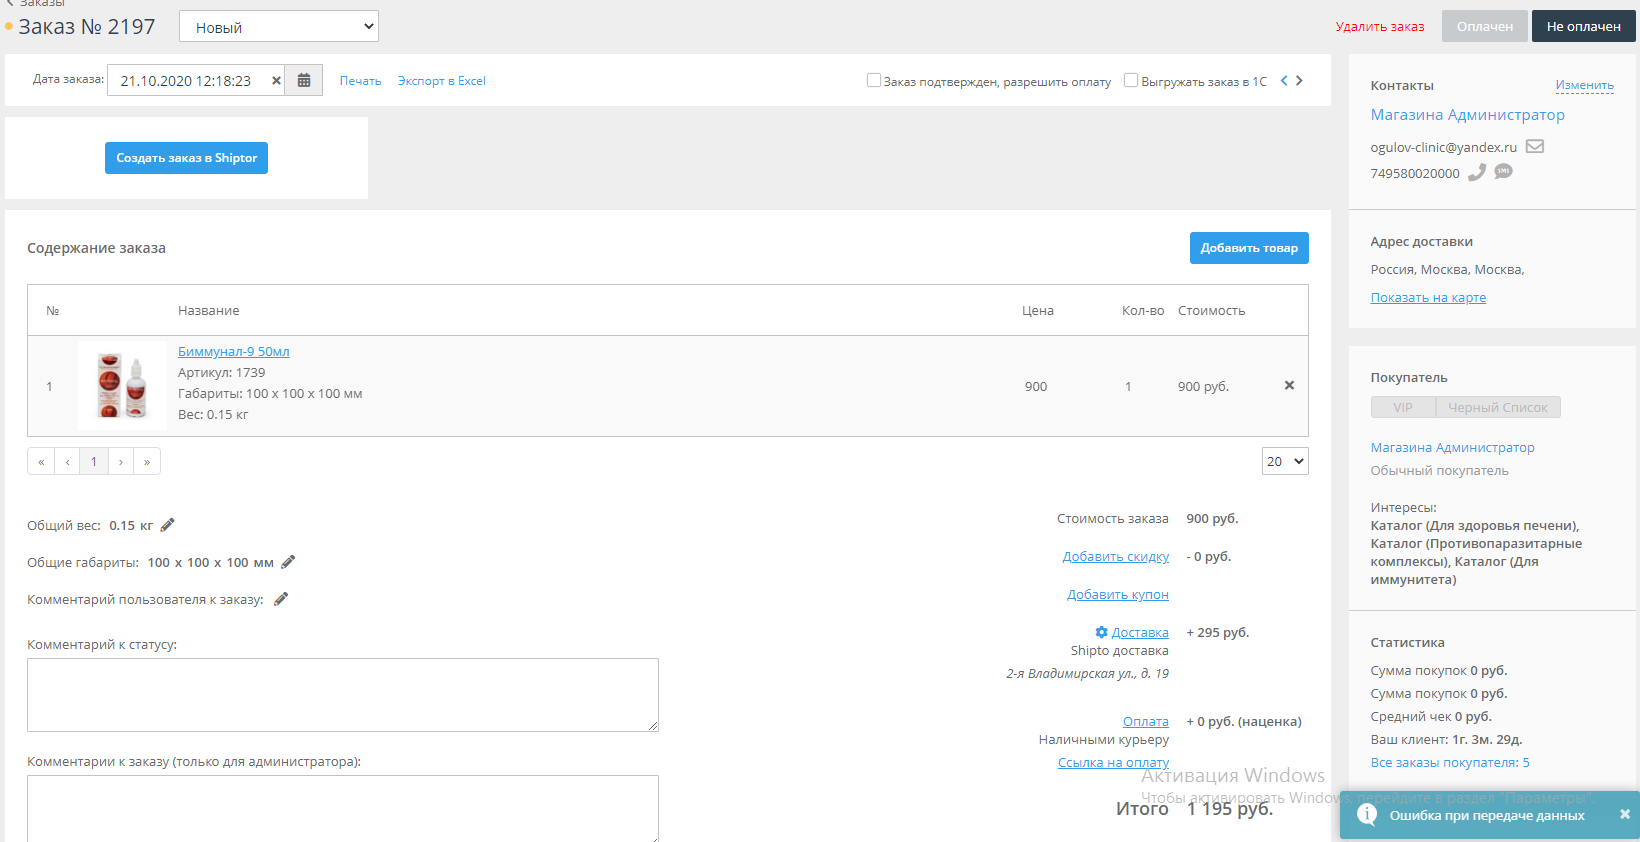 Заказы
Заказ № 2197
Новый
Удалить заказ
Оплачен
Не оплачен
Дата заказа:
21.10.2020 12:18:23
Печать
Экспорт в Excel
Заказ подтвержден, разрешить оплату
Выгружать заказ в 1С
Создать заказ в Shiptor
Содержание заказа
Добавить товар
№
Название
Цена
Кол-во
Стоимость
1
Биммунал-9 50мл
Артикул: 1739
Габариты: 100 x 100 x 100 мм
Вес: 0.15 кг
900
1
900 руб.
« ‹ 1 › »
20
Общий вес: 0.15 кг
Общие габариты: 100 x 100 x 100 мм
Комментарий пользователя к заказу:
Комментарий к статусу:
Комментарии к заказу (только для администратора):
Стоимость заказа 900 руб.
Добавить скидку - 0 руб.
Добавить купон
Доставка + 295 руб.
Shipto доставка
2-я Владимирская ул., д. 19
Оплата + 0 руб. (наценка)
Наличными курьеру
Ссылка на оплату
Итого 1 195 руб.
Контакты
Изменить
Магазина Администратор
ogulov-clinic@yandex.ru
749580020000
SMS
Адрес доставки
Россия, Москва, Москва,
Показать на карте
Покупатель
VIP
Черный Список
Магазина Администратор
Обычный покупатель
Интересы:
Каталог (Для здоровья печени),
Каталог (Противопаразитарные
комплексы), Каталог (Для
иммунитета)
Статистика
Сумма покупок 0 руб.
Сумма покупок 0 руб.
Средний чек 0 руб.
Ваш клиент: 1г. 3м. 29д.
Все заказы покупателя: 5
Активация Windows
Чтобы активировать Windows, перейдите в раздел "Параметры".
Ошибка при передаче данных